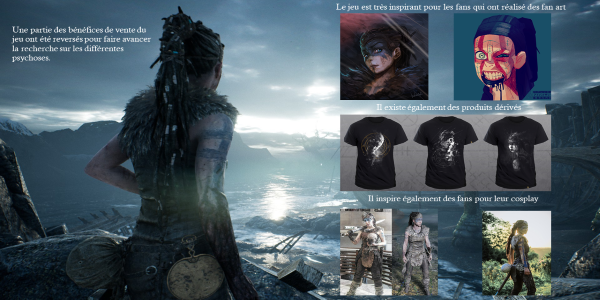 Une partie des bénéfices de vente du
jeu ont été reversés pour faire avancer
la recherche sur les différentes
psychoses.
Le jeu est très inspirant pour les fans qui ont réalisé des fan art
Il existe également des produits dérivés
Il inspire également des fans pour leur cosplay